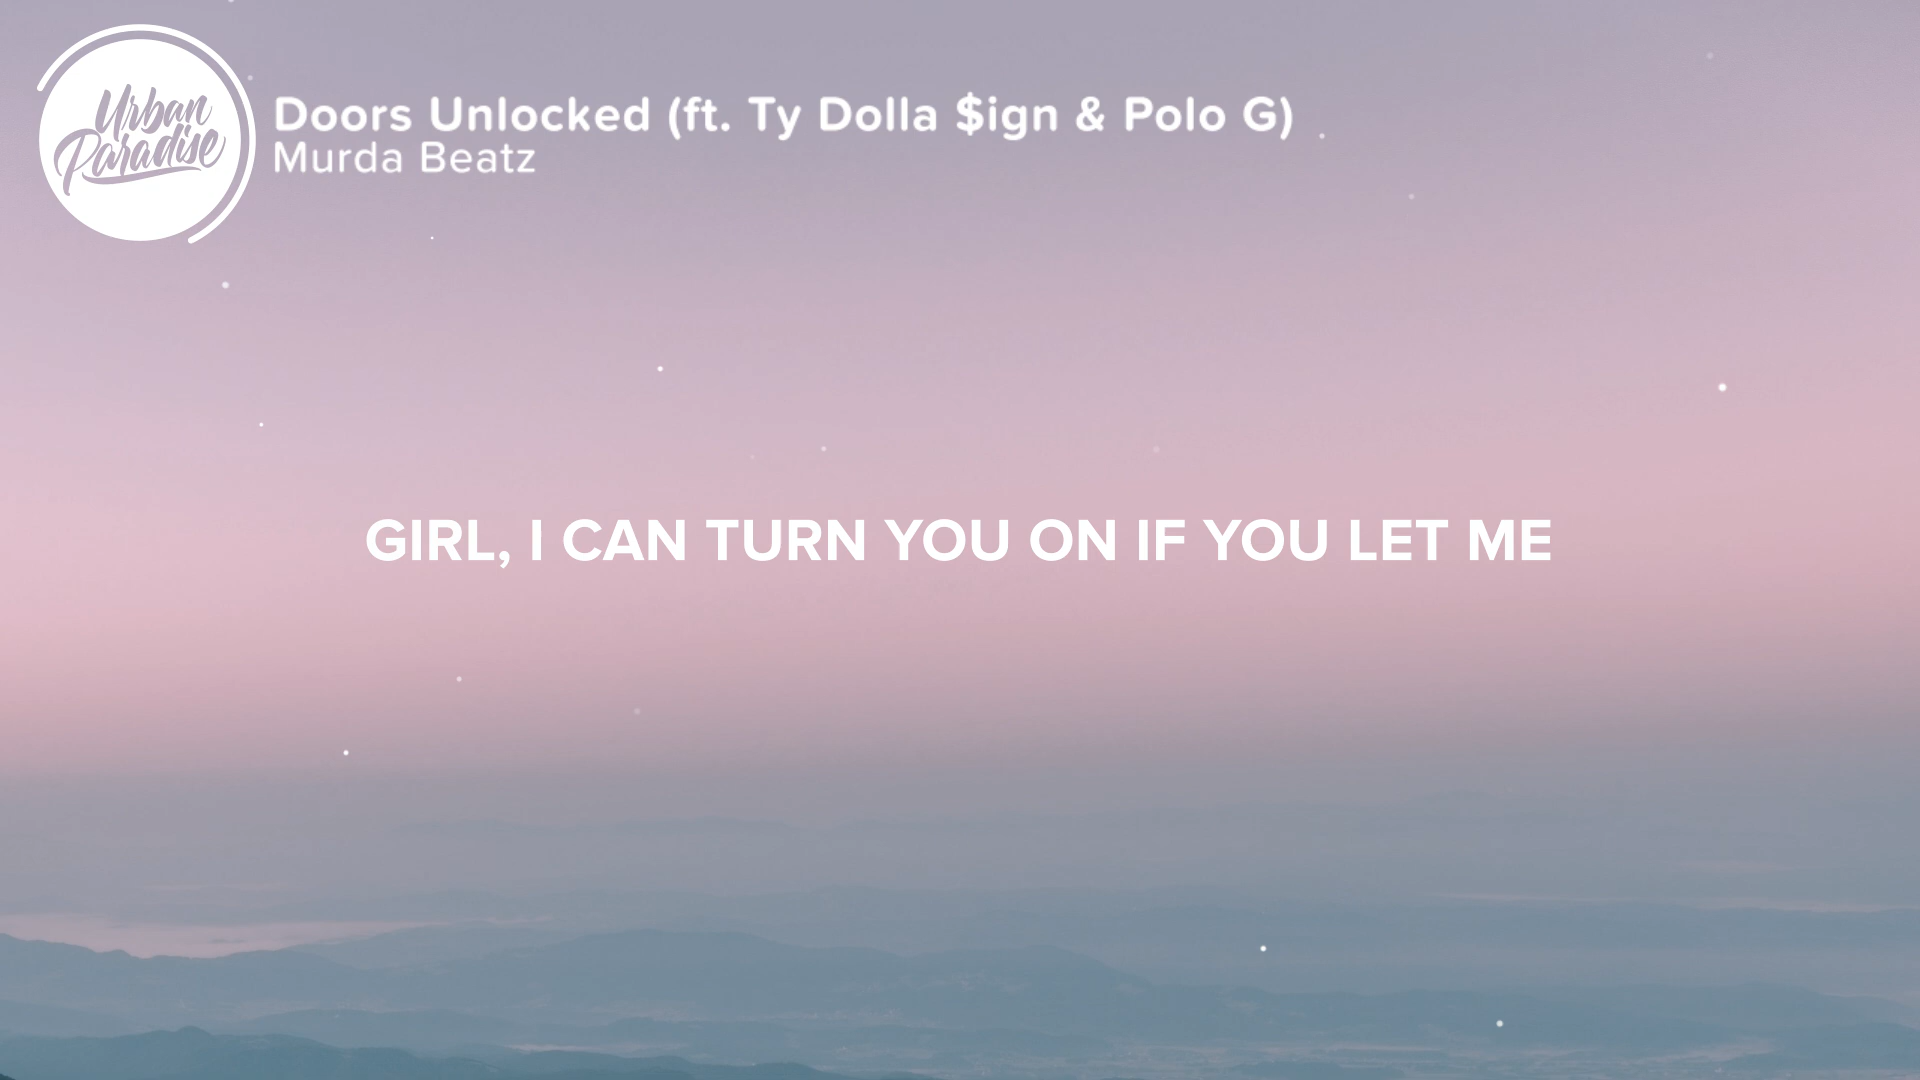 Urban
Paradise
Doors Unlocked (ft. Ty Dolla $ign & Polo G)
Murda Beatz
GIRL, I CAN TURN YOU ON IF YOU LET ME